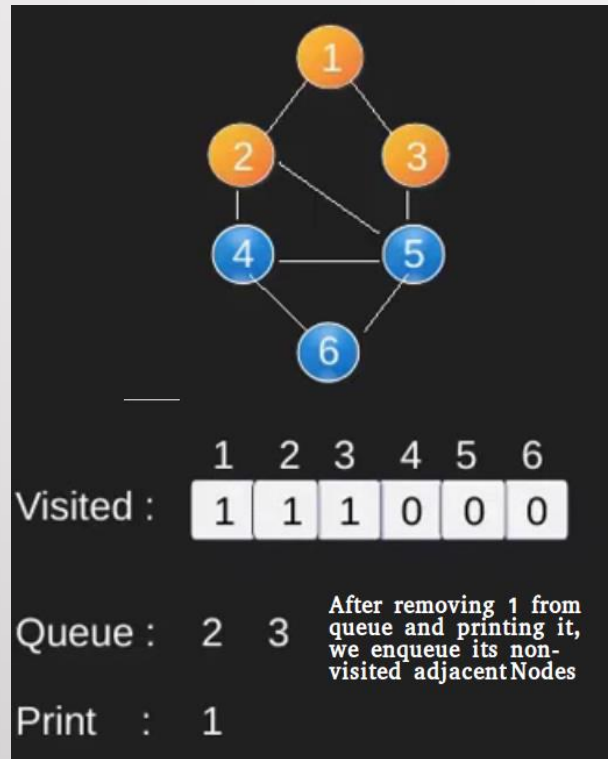 1
2 3
4 5
6
1 2 3 4 5 6
Visited : 1 1 1 0 0 0
Queue : 2 3
After removing 1 from
queue and printing it,
we enqueue its non-
visited adjacent Nodes
Print : 1